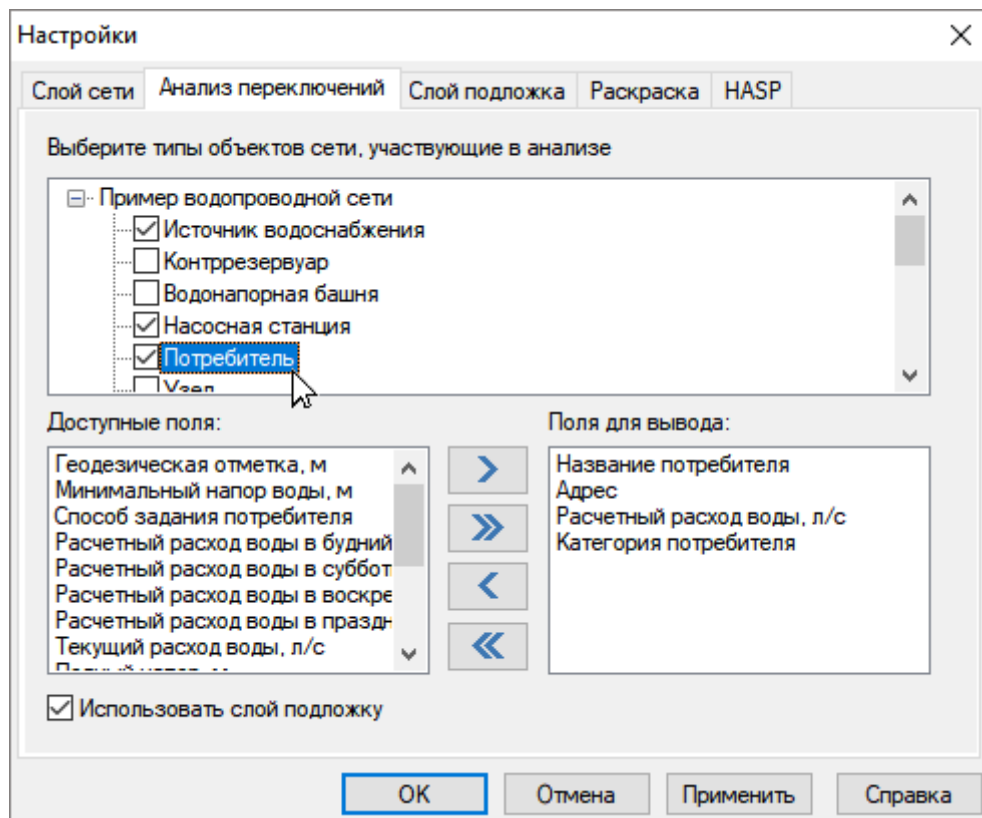 Настройки
Слой сети Анализ переключений Слой подложка Раскраска HASP
Выберите типы объектов сети, участвующие в анализе
Пример водопроводной сети
Источник водоснабжения
Контррезервуар
Водонапорная башня
Насосная станция
Потребитель
Узел
Доступные поля:
Геодезическая отметка, м
Минимальный напор воды, м
Способ задания потребителя
Расчетный расход воды в будний
Расчетный расход воды в суббот
Расчетный расход воды в воскре
Расчетный расход воды в праздн
Текущий расход воды, л/с
Поля для вывода:
Название потребителя
Адрес
Расчетный расход воды, л/с
Категория потребителя
Использовать слой подложку
OK Отмена Применить Справка